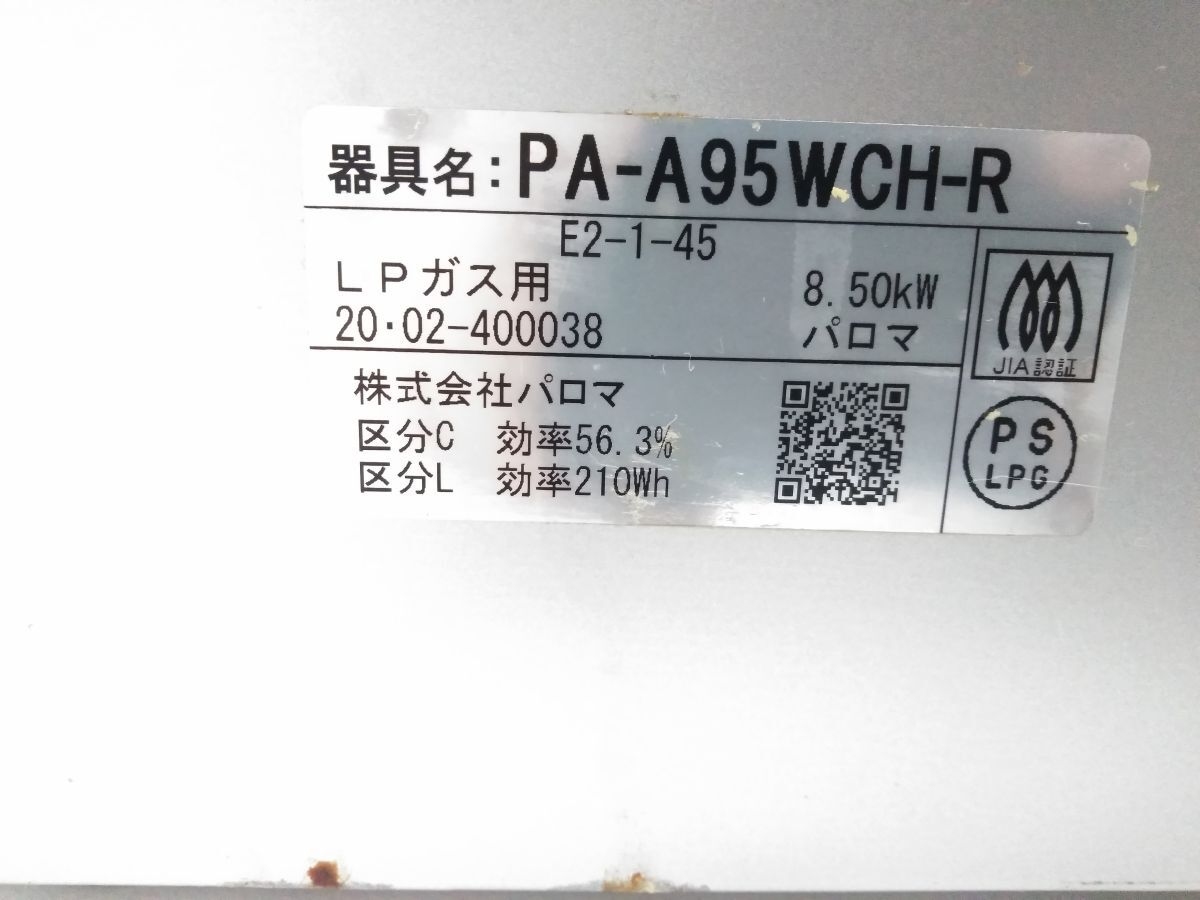 器具名:PA-A95WCH-R
E2-1-45
LPガス用
8.50kW
20・02-400038
パロマ
JIA認証
株式会社パロマ
区分C 効率56.3%
区分L 効率210Wh
PS
LPG